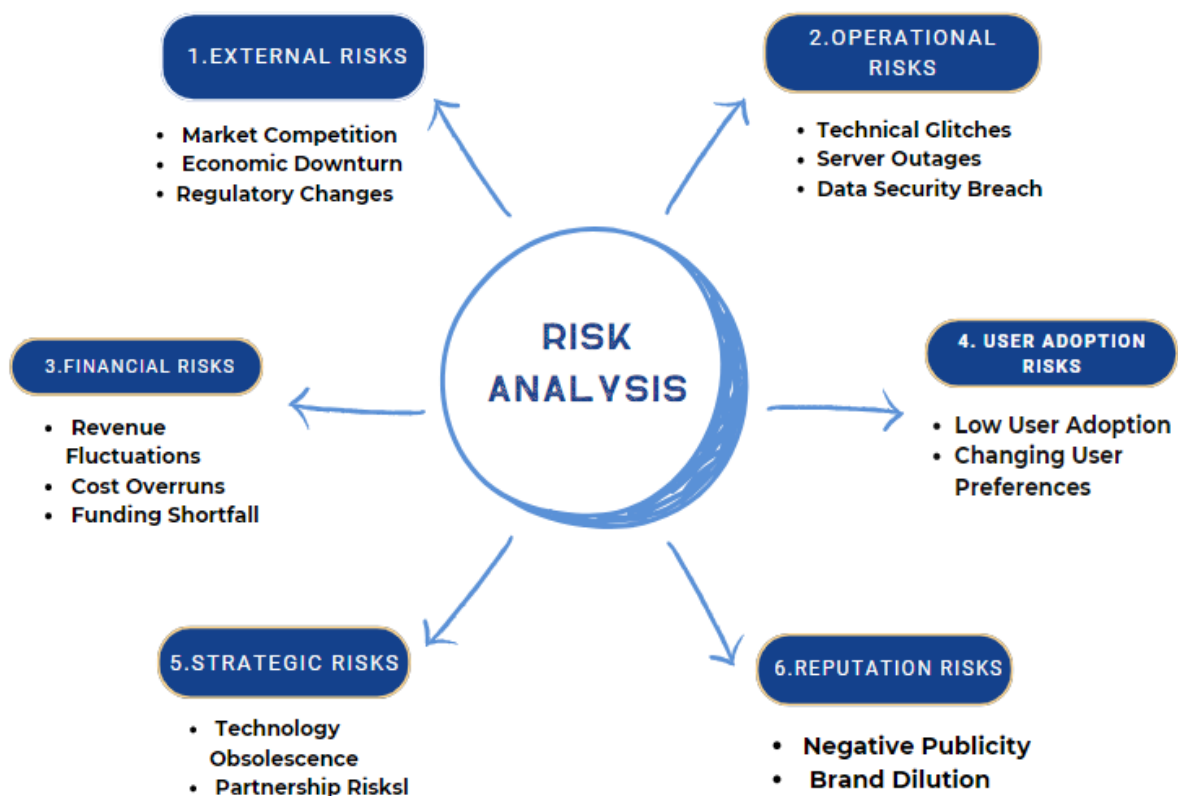 1.EXTERNAL RISKS
• Market Competition
• Economic Downturn
• Regulatory Changes
2.OPERATIONAL
RISKS
• Technical Glitches
• Server Outages
• Data Security Breach
RISK
ANALYSIS
3.FINANCIAL RISKS
• Revenue
Fluctuations
• Cost Overruns
• Funding Shortfall
4. USER ADOPTION
RISKS
• Low User Adoption
• Changing User
Preferences
5.STRATEGIC RISKS
• Technology
Obsolescence
• Partnership Risksl
6.REPUTATION RISKS
• Negative Publicity
• Brand Dilution